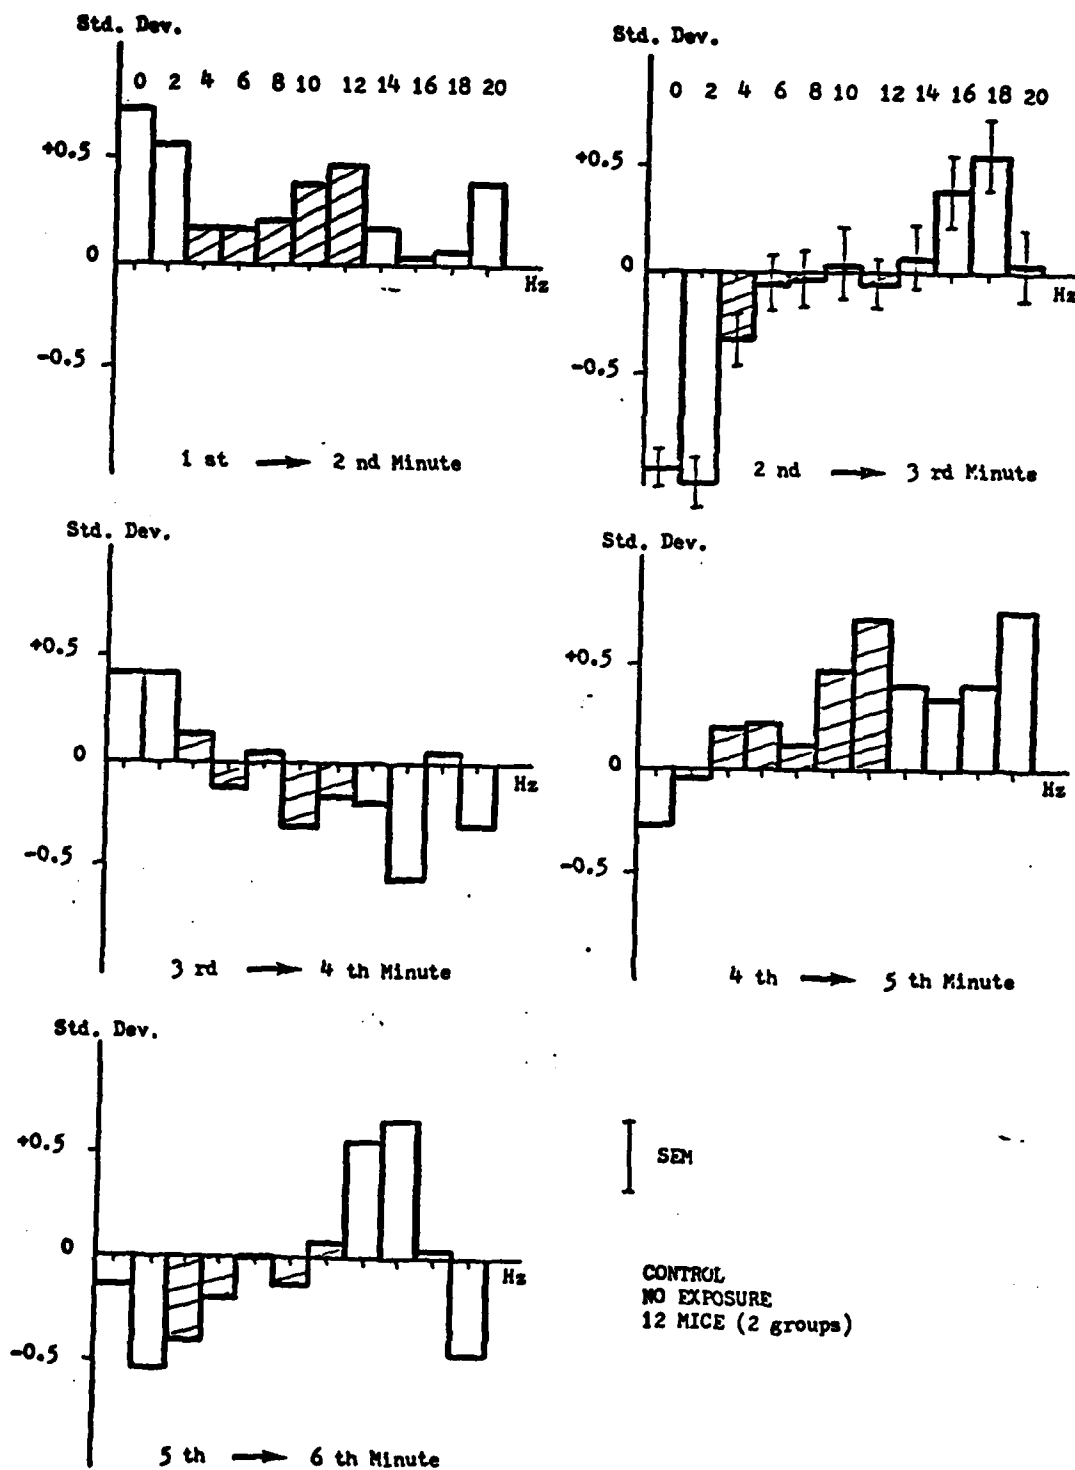 Std. Dev.
0 2 4 6 8 10 12 14 16 18 20
+0.5
0
Hz
-0.5
1 st → 2 nd Minute
Std. Dev.
0 2 4 6 8 10 12 14 16 18 20
+0.5
0
Hz
-0.5
2 nd → 3 rd Minute
Std. Dev.
+0.5
0
Hz
-0.5
3 rd → 4 th Minute
Std. Dev.
+0.5
0
Hz
-0.5
4 th → 5 th Minute
Std. Dev.
+0.5
0
Hz
-0.5
5 th → 6 th Minute
SEM
CONTROL
NO EXPOSURE
12 MICE (2 groups)